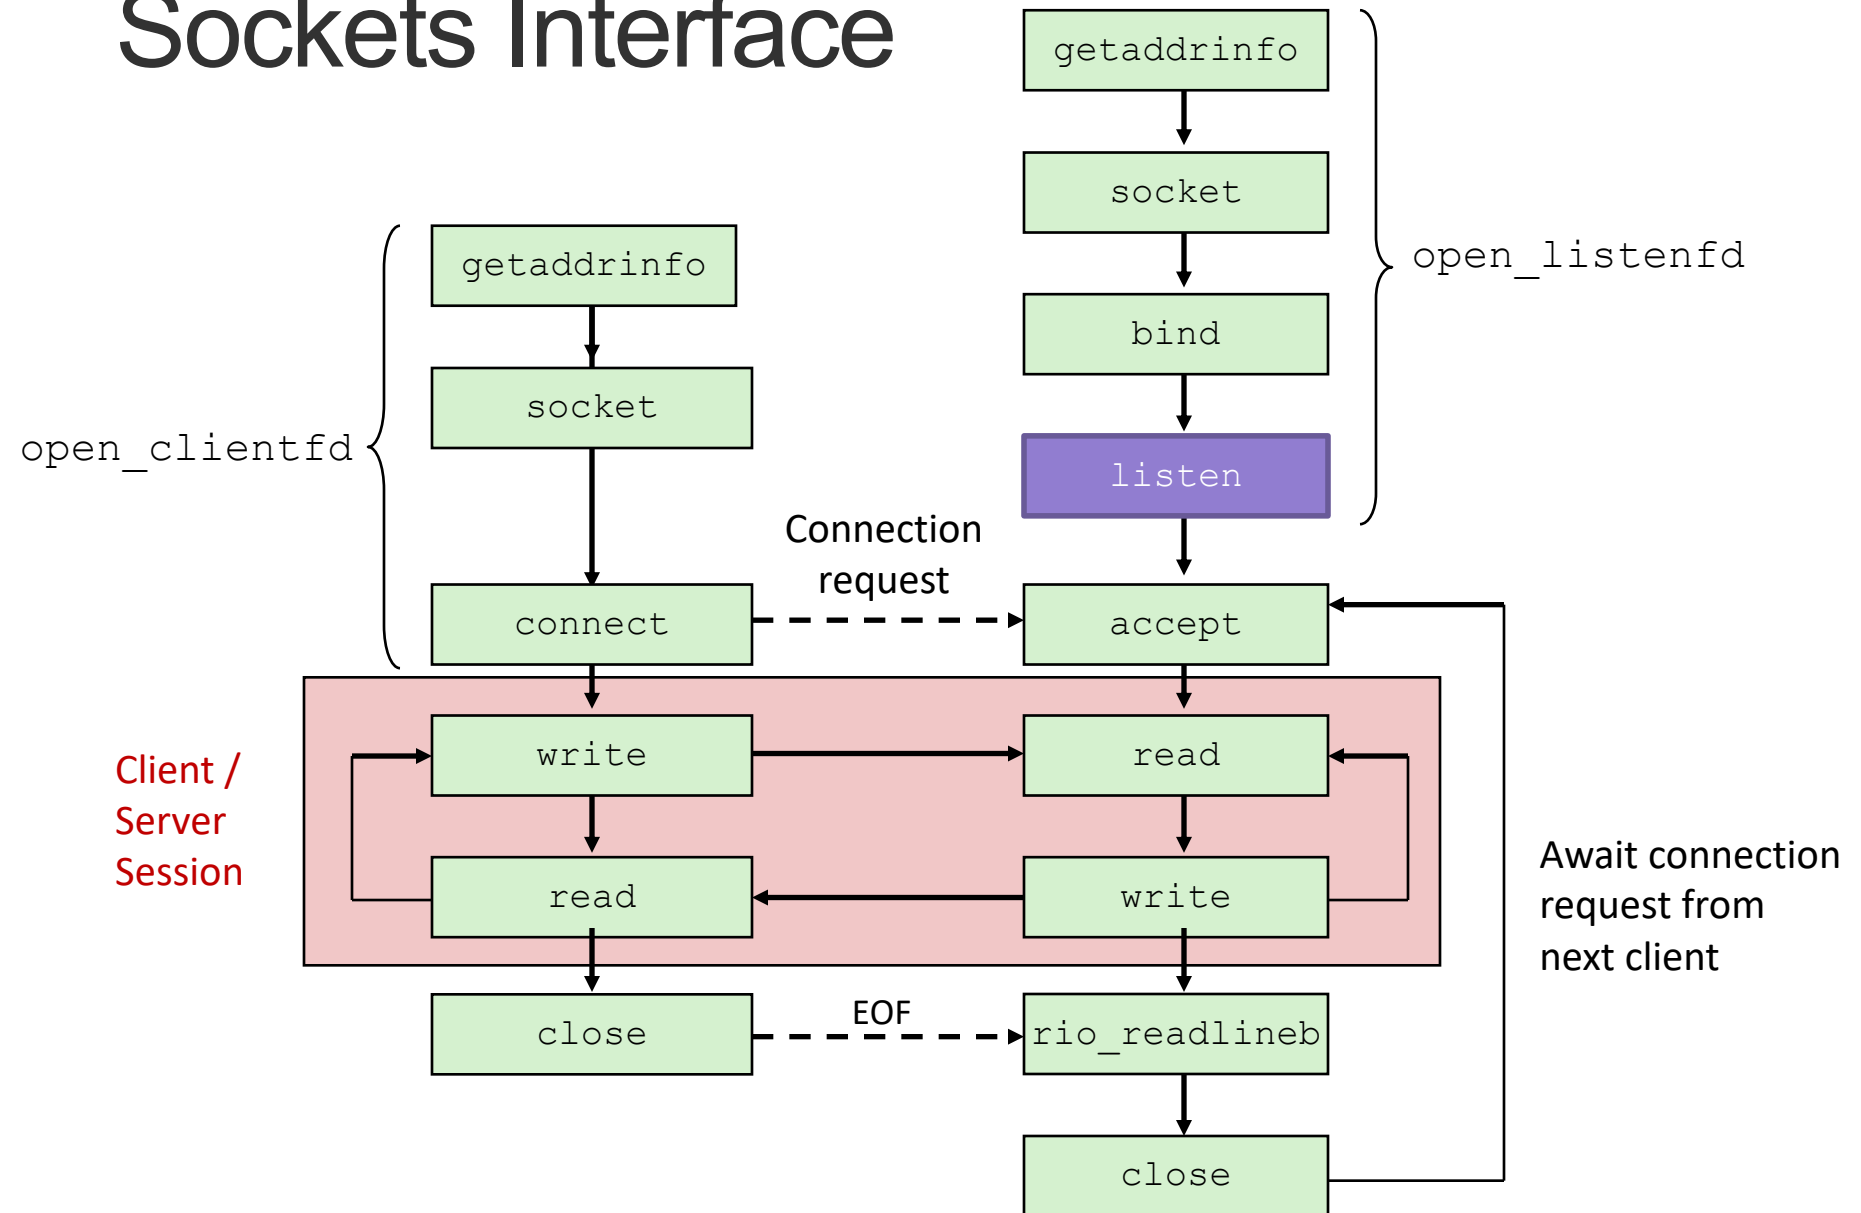 Sockets Interface
getaddrinfo
socket
open_listenfd
getaddrinfo
bind
socket
open_clientfd
listen
Connection
request
connect
accept
Client /
Server
Session
write
read
read
write
Await connection
request from
next client
close
EOF
rio_readlineb
close